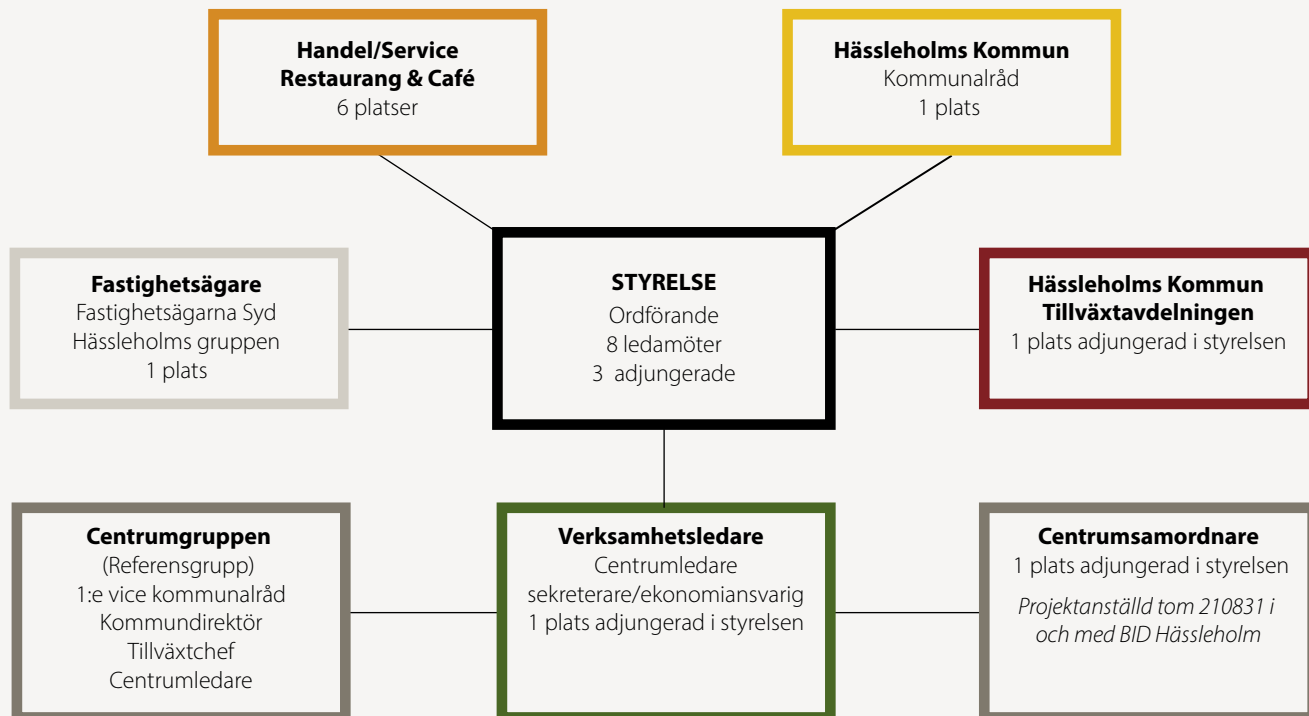 Handel/Service
Restaurang & Café
6 platser
Hässleholms Kommun
Kommunalråd
1 plats
Fastighetsägare
Fastighetsägarna Syd
Hässleholms gruppen
1 plats
STYRELSE
Ordförande
8 ledamöter
3 adjungerade
Hässleholms Kommun
Tillväxtavdelningen
1 plats adjungerad i styrelsen
Centrumgruppen
(Referensgrupp)
1:e vice kommunalråd
Kommundirektör
Tillväxtchef
Centrumledare
Verksamhetsledare
Centrumledare
sekreterare/ekonomiansvarig
1 plats adjungerad i styrelsen
Centrumsamordnare
1 plats adjungerad i styrelsen
Projektanställd tom 210831 i
och med BID Hässleholm